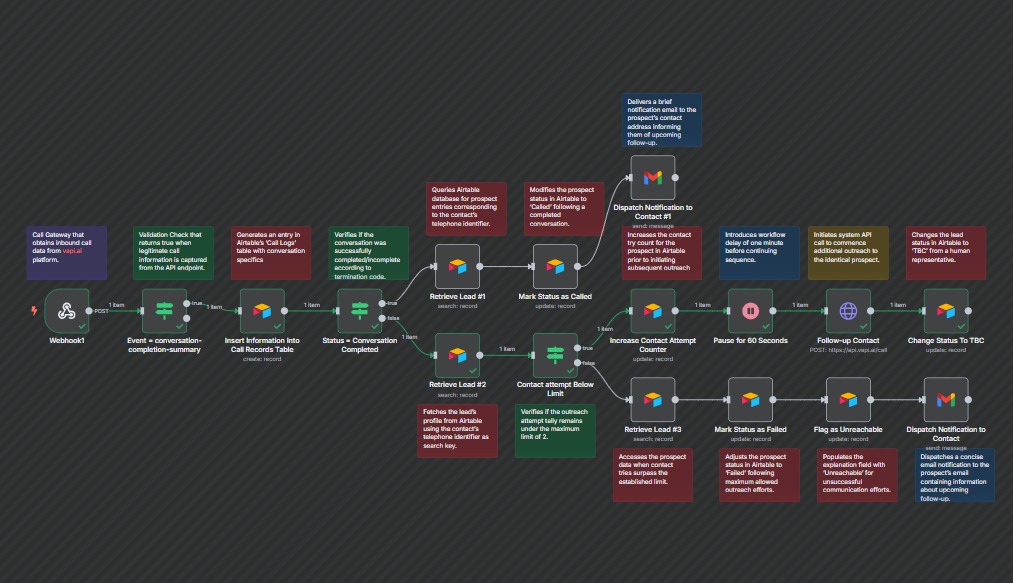 Delivers a brief
notification email to the
prospect's contact
address informing
them of upcoming
follow-up.
Dispatch Notification to
Contact #1
send: message
Queries Airtable
database for prospect
entries corresponding
to the contact's
telephone identifier.
Modifies the prospect
status in Airtable to
'Called' following a
completed
conversation.
Call Gateway that
obtains inbound call
data from vapi.ai
platform.
Validation Check that
returns true when
legitimate call
information is captured
from the API endpoint.
Generates an entry in
Airtable's 'Call Logs'
table with conversation
specifics
Verifies if the
conversation was
successfully
completed/incomplete
according to
termination code.
Increases the contact
try count for the
prospect in Airtable
prior to initiating
subsequent outreach
Introduces workflow
delay of one minute
before continuing
sequence.
Initiates system API
call to commence
additional outreach to
the identical prospect.
Changes the lead
status in Airtable to
'TBC' from a human
representative.
Retrieve Lead #1
search: record
Mark Status as Called
update: record
POST
1 item
true
1 item
1 item
true
false
1 item
Webhook1
Event = conversation-
completion-summary
Insert Information Into
Call Records Table
create: record
Status = Conversation
Completed
1 item
1 item
1 item
1 item
Increase Contact Attempt
Counter
update: record
Pause for 60 Seconds
Follow-up Contact
POST: https://api.vapi.ai/call
Change Status To TBC
update: record
1 item
true
false
Retrieve Lead #2
search: record
Contact attempt Below
Limit
Fetches the lead's
profile from Airtable
using the contact's
telephone identifier as
search key.
Verifies if the outreach
attempt tally remains
under the maximum
limit of 2.
Retrieve Lead #3
search: record
Mark Status as Failed
update: record
Flag as Unreachable
update: record
Dispatch Notification to
Contact
send: message
Accesses the prospect
data when contact
tries surpass the
established limit.
Adjusts the prospect
status in Airtable to
'Failed' following
maximum allowed
outreach efforts.
Populates the
explanation field with
'Unreachable' for
unsuccessful
communication efforts.
Dispatches a concise
email notification to the
prospect's email
containing information
about upcoming
follow-up.